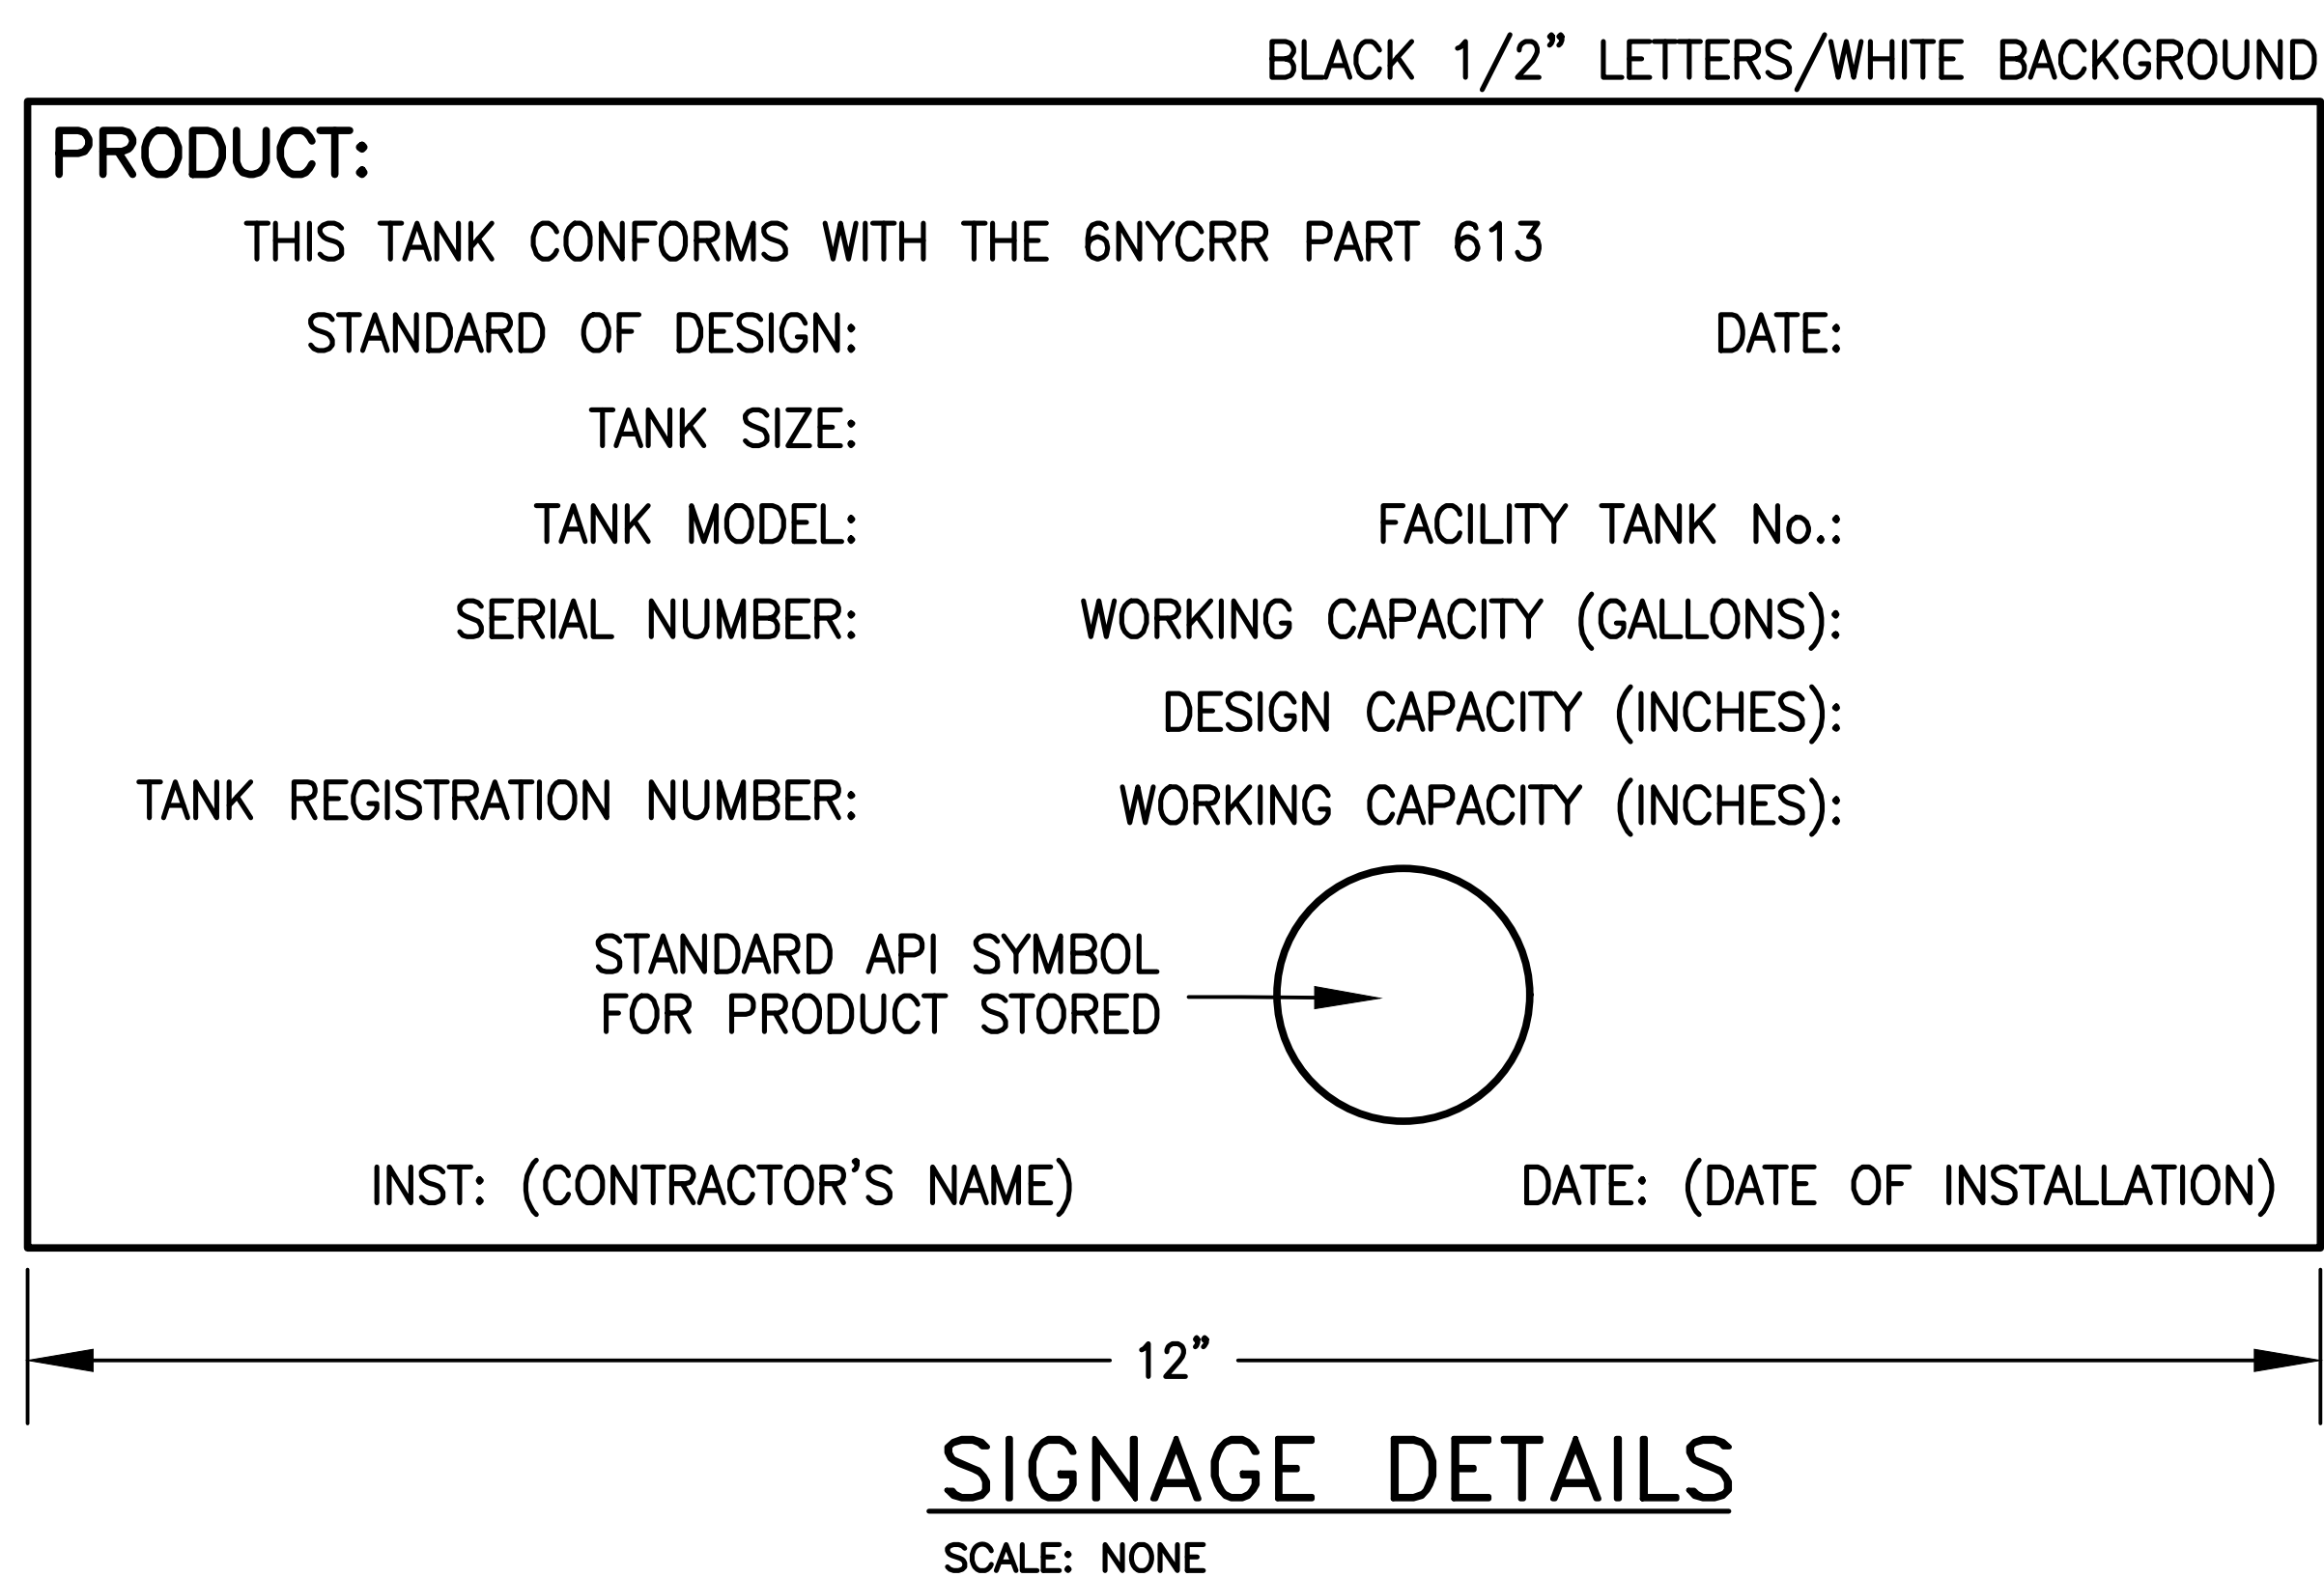 BLACK 1/2" LETTERS/WHITE BACKGROUND
PRODUCT:
THIS TANK CONFORMS WITH THE 6NYCRR PART 613
STANDARD OF DESIGN: DATE:
TANK SIZE:
TANK MODEL: FACILITY TANK No.:
SERIAL NUMBER: WORKING CAPACITY (GALLONS):
DESIGN CAPACITY (INCHES):
TANK REGISTRATION NUMBER: WORKING CAPACITY (INCHES):
STANDARD API SYMBOL
FOR PRODUCT STORED
INST: (CONTRACTOR'S NAME) DATE: (DATE OF INSTALLATION)
12"
SIGNAGE DETAILS
SCALE: NONE